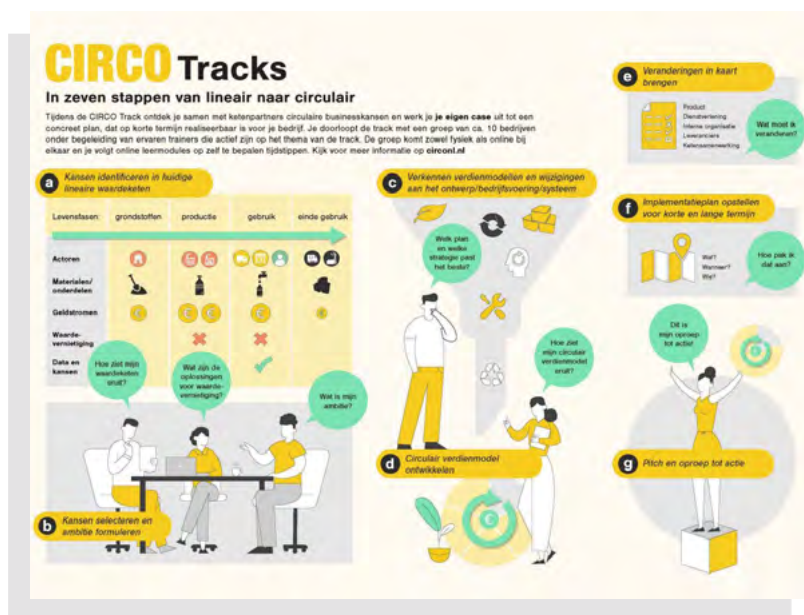 CIRCO Tracks
In zeven stappen van lineair naar circulair
Tijdens de CIRCO Track ontdek je samen met ketenpartners circulaire businesskansen en werk je je eigen case uit tot een
concreet plan, dat op korte termijn realiseerbaar is voor je bedrijf. Je doorloopt de track met een groep van ca. 10 bedrijven
onder begeleiding van ervaren trainers die actief zijn op het thema van de track. De groep komt zowel fysiek als online bij
elkaar en je volgt online leermodules op zelf te bepalen tijdstippen. Kijk voor meer informatie op circonl.nl
a
Kansen identificeren in huidige
lineaire waardeketen
Levensfasen:
grondstoffen
productie
gebruik
einde gebruik
Actoren
Materialen/
onderdelen
Geldstromen
Waarde-
vernietiging
Data en
kansen
Hoe ziet mijn
waardeketen
eruit?
Wat zijn de
oplossingen
voor waarde-
vernietiging?
Wat is mijn
ambitie?
b
Kansen selecteren en
ambitie formuleren
c
Verkennen verdienmodellen en wijzigingen
aan het ontwerp/bedrijfsvoering/systeem
Welk plan
en welke
strategie past
het beste?
Hoe ziet
mijn circulair
verdienmodel
eruit?
d
Circulair verdienmodel
ontwikkelen
e
Veranderingen in kaart
brengen
Product
Dienstverlening
Interne organisatie
Leveranciers
Ketensamenwerking
Wat moet ik
veranderen?
f
Implementatieplan opstellen
voor korte en lange termijn
Wat?
Wanneer?
Wie?
Hoe pak ik
dat aan?
Dit is
mijn oproep
tot actie!
g
Pitch en oproep tot actie